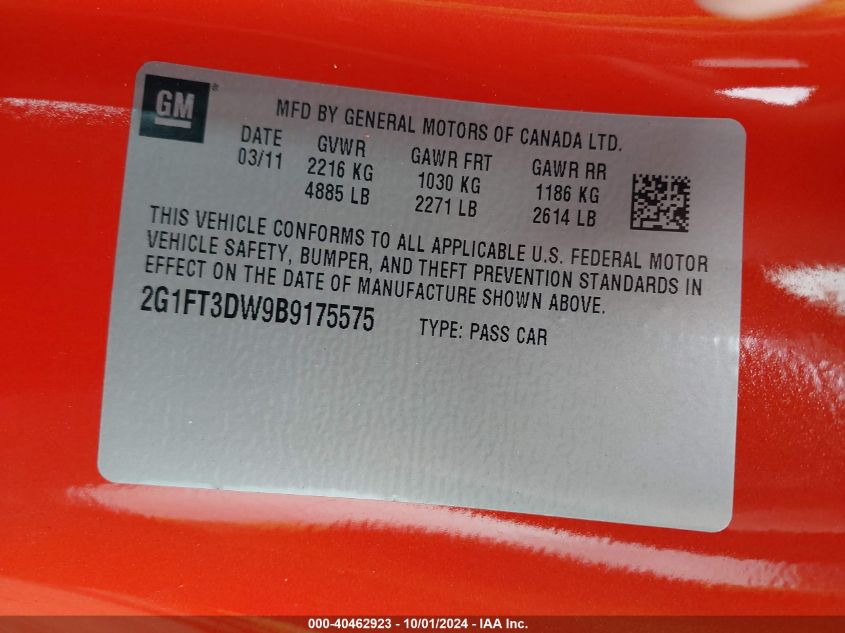 GM®
MFD BY GENERAL MOTORS OF CANADA LTD.
DATE GVWR GAWR FRT GAWR RR
03/11 2216 KG 1030 KG 1186 KG
4885 LB 2271 LB 2614 LB
THIS VEHICLE CONFORMS TO ALL APPLICABLE U.S. FEDERAL MOTOR
VEHICLE SAFETY, BUMPER, AND THEFT PREVENTION STANDARDS IN
EFFECT ON THE DATE OF MANUFACTURE SHOWN ABOVE.
2G1FT3DW9B9175575 TYPE: PASS CAR
000-40462923 - 10/01/2024 - IAA Inc.